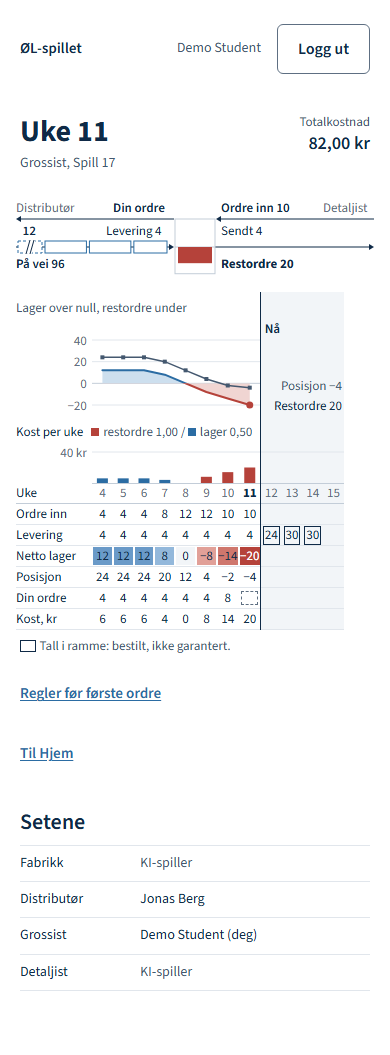 ØL-spillet Demo Student Logg ut
Uke 11 Totalkostnad
82,00 kr
Grossist, Spill 17
Distributør Din ordre Ordre inn 10 Detaljist
12 Levering 4 Sendt 4
På vei 96 Restordre 20
Lager over null, restordre under
Nå
40
20
0 Posisjon −4
−20 Restordre 20
Kost per uke restordre 1,00 / lager 0,50
40 kr
Uke 4 5 6 7 8 9 10 11 12 13 14 15
Ordre inn 4 4 4 8 12 12 10 10
Levering 4 4 4 4 4 4 4 4 24 30 30
Netto lager 12 12 12 8 0 −8 −14 −20
Posisjon 24 24 24 20 12 4 −2 −4
Din ordre 4 4 4 4 4 4 8
Kost, kr 6 6 6 4 0 8 14 20
Tall i ramme: bestilt, ikke garantert.
Regler før første ordre
Til Hjem
Setene
Fabrikk KI-spiller
Distributør Jonas Berg
Grossist Demo Student (deg)
Detaljist KI-spiller